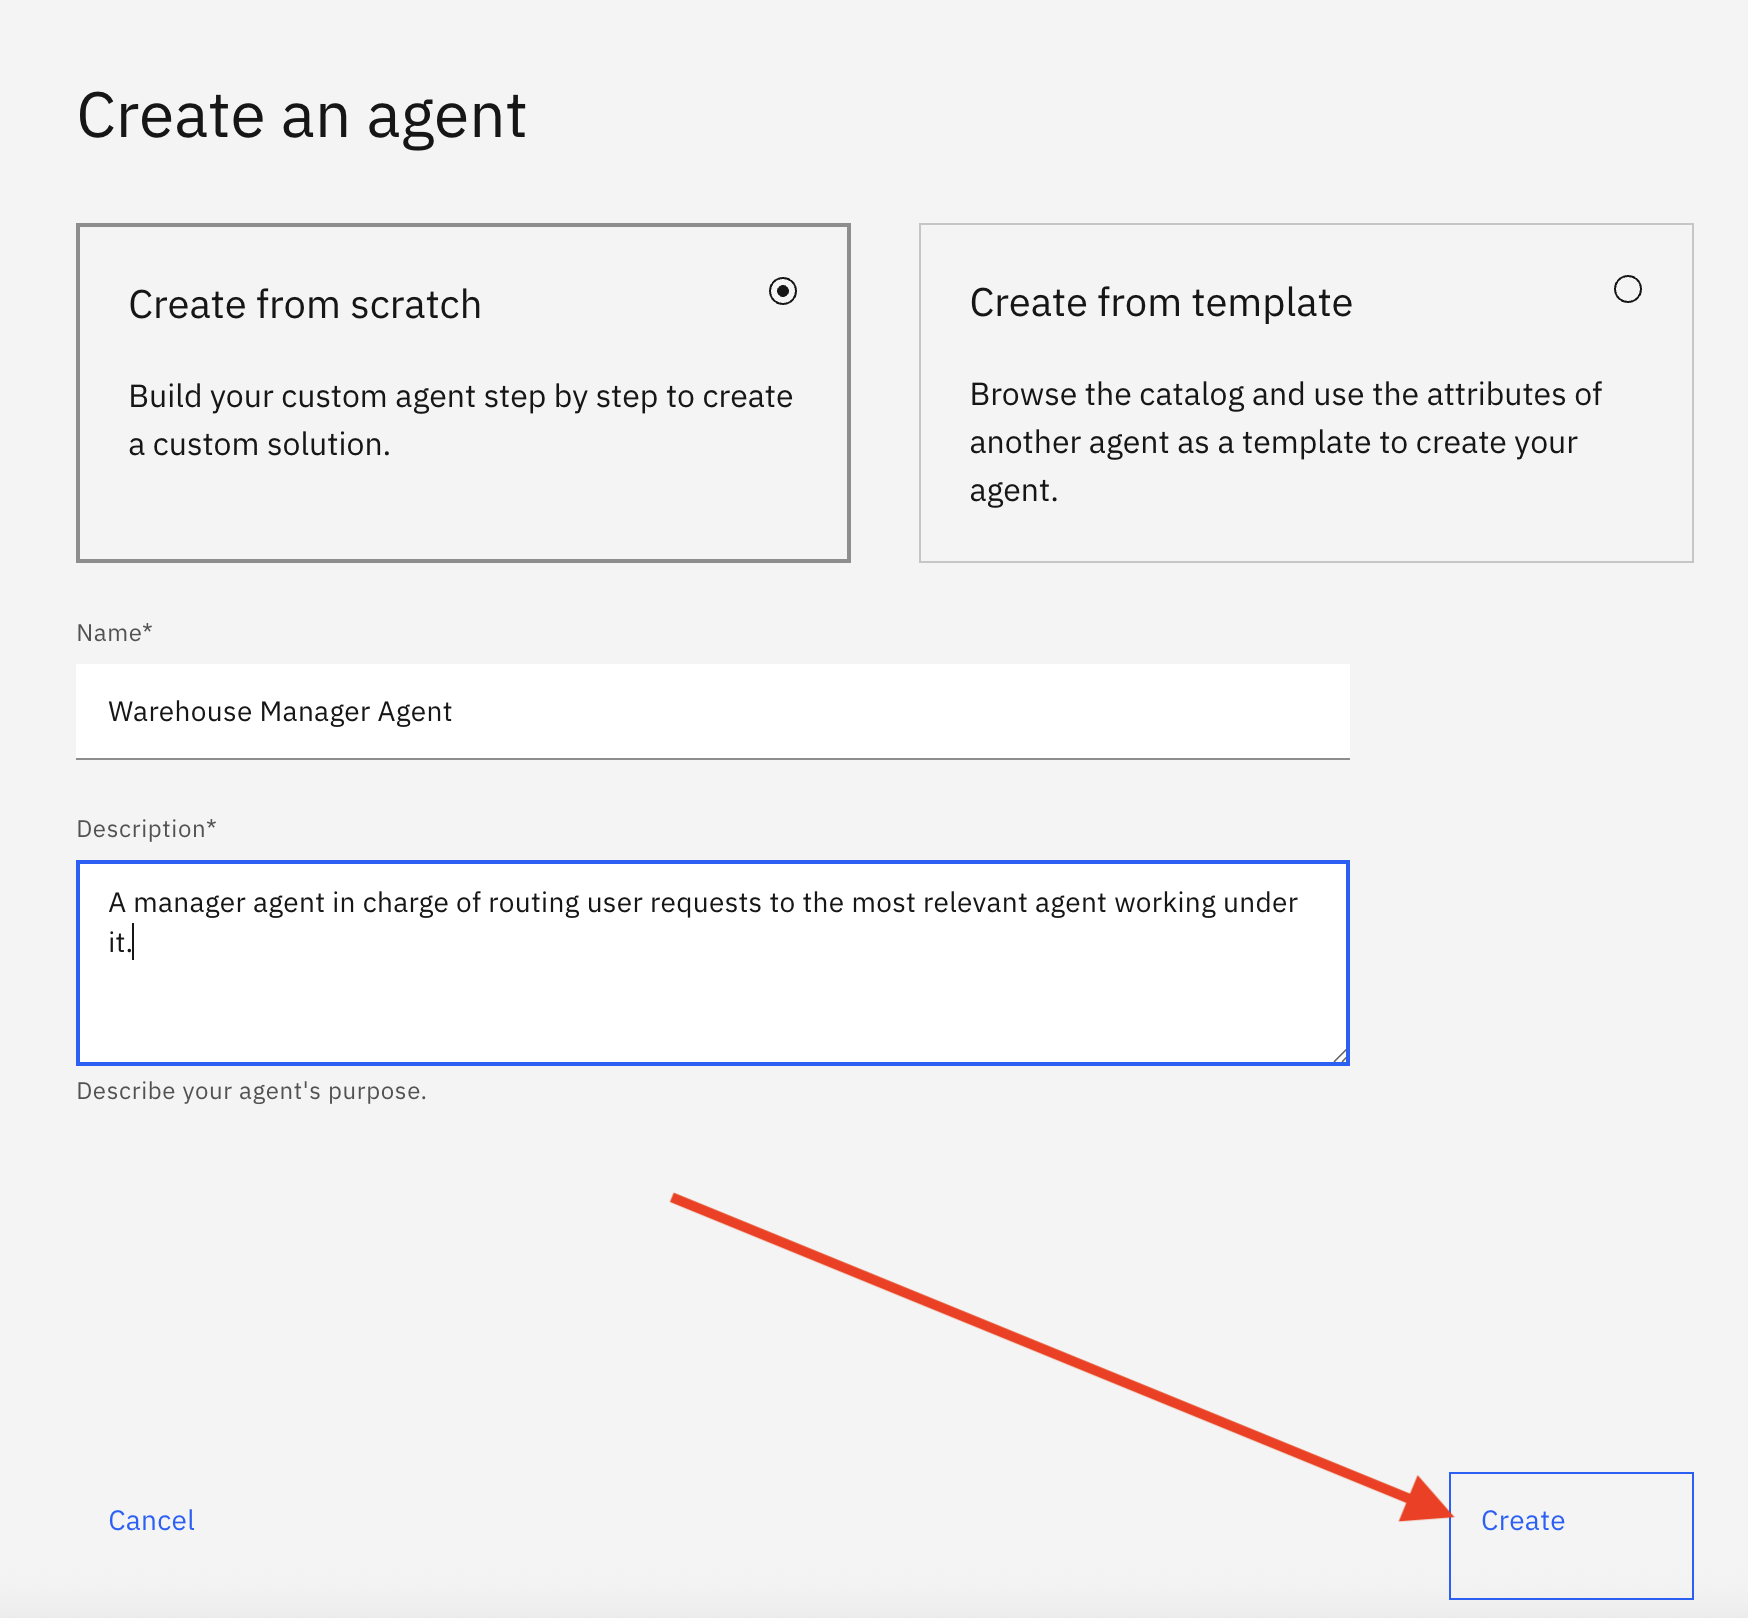 Create an agent
Create from scratch
Build your custom agent step by step to create
a custom solution.
Create from template
Browse the catalog and use the attributes of
another agent as a template to create your
agent.
Name*
Warehouse Manager Agent
Description*
A manager agent in charge of routing user requests to the most relevant agent working under
it.
Describe your agent's purpose.
Cancel
Create